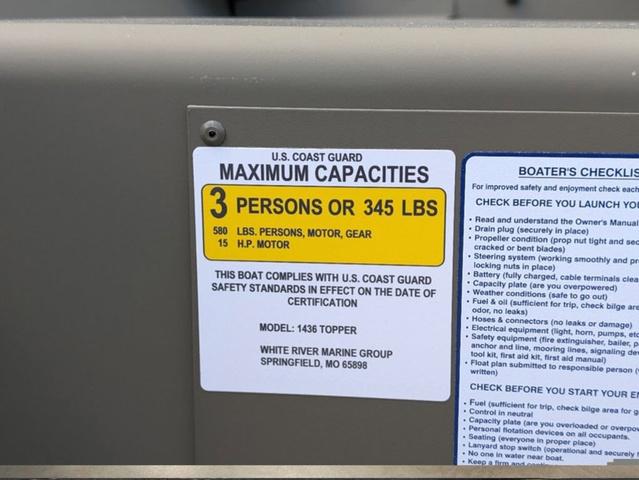 U.S. COAST GUARD
MAXIMUM CAPACITIES
3 PERSONS OR 345 LBS
580 LBS. PERSONS, MOTOR, GEAR
15 H.P. MOTOR
THIS BOAT COMPLIES WITH U.S. COAST GUARD
SAFETY STANDARDS IN EFFECT ON THE DATE OF
CERTIFICATION
MODEL: 1436 TOPPER
WHITE RIVER MARINE GROUP
SPRINGFIELD, MO 65898
BOATER'S CHECKLIS
For improved safety and enjoyment check each
CHECK BEFORE YOU LAUNCH YO
• Read and understand the Owner's Manual
• Drain plug (securely in place)
• Propeller condition (prop nut tight and sec
cracked or bent blades)
• Steering system (working smoothly and pr
locking nuts in place)
• Battery (fully charged, cable terminals clea
• Capacity plate (are you overpowered)
• Weather conditions (safe to go out)
• Fuel & oil (sufficient for trip, check bilge are
odor, no leaks)
• Hoses & connectors (no leaks or damage)
• Electrical equipment (light, horn, pumps, etc
• Safety equipment (fire extinguisher, bailer, p
anchor and line, mooring lines, signaling dev
tool kit, first aid kit, first aid manual)
• Float plan submitted to responsible person (
written)
CHECK BEFORE YOU START YOUR EN
• Fuel (sufficient for trip, check bilge area for g
• Control in neutral
• Capacity plate (are you overloaded or overpow
• Personal flotation devices on all occupants.
• Seating (everyone in proper place)
• Lanyard stop switch (operational and securely
• No one in water near boat.
• Keep a firm and